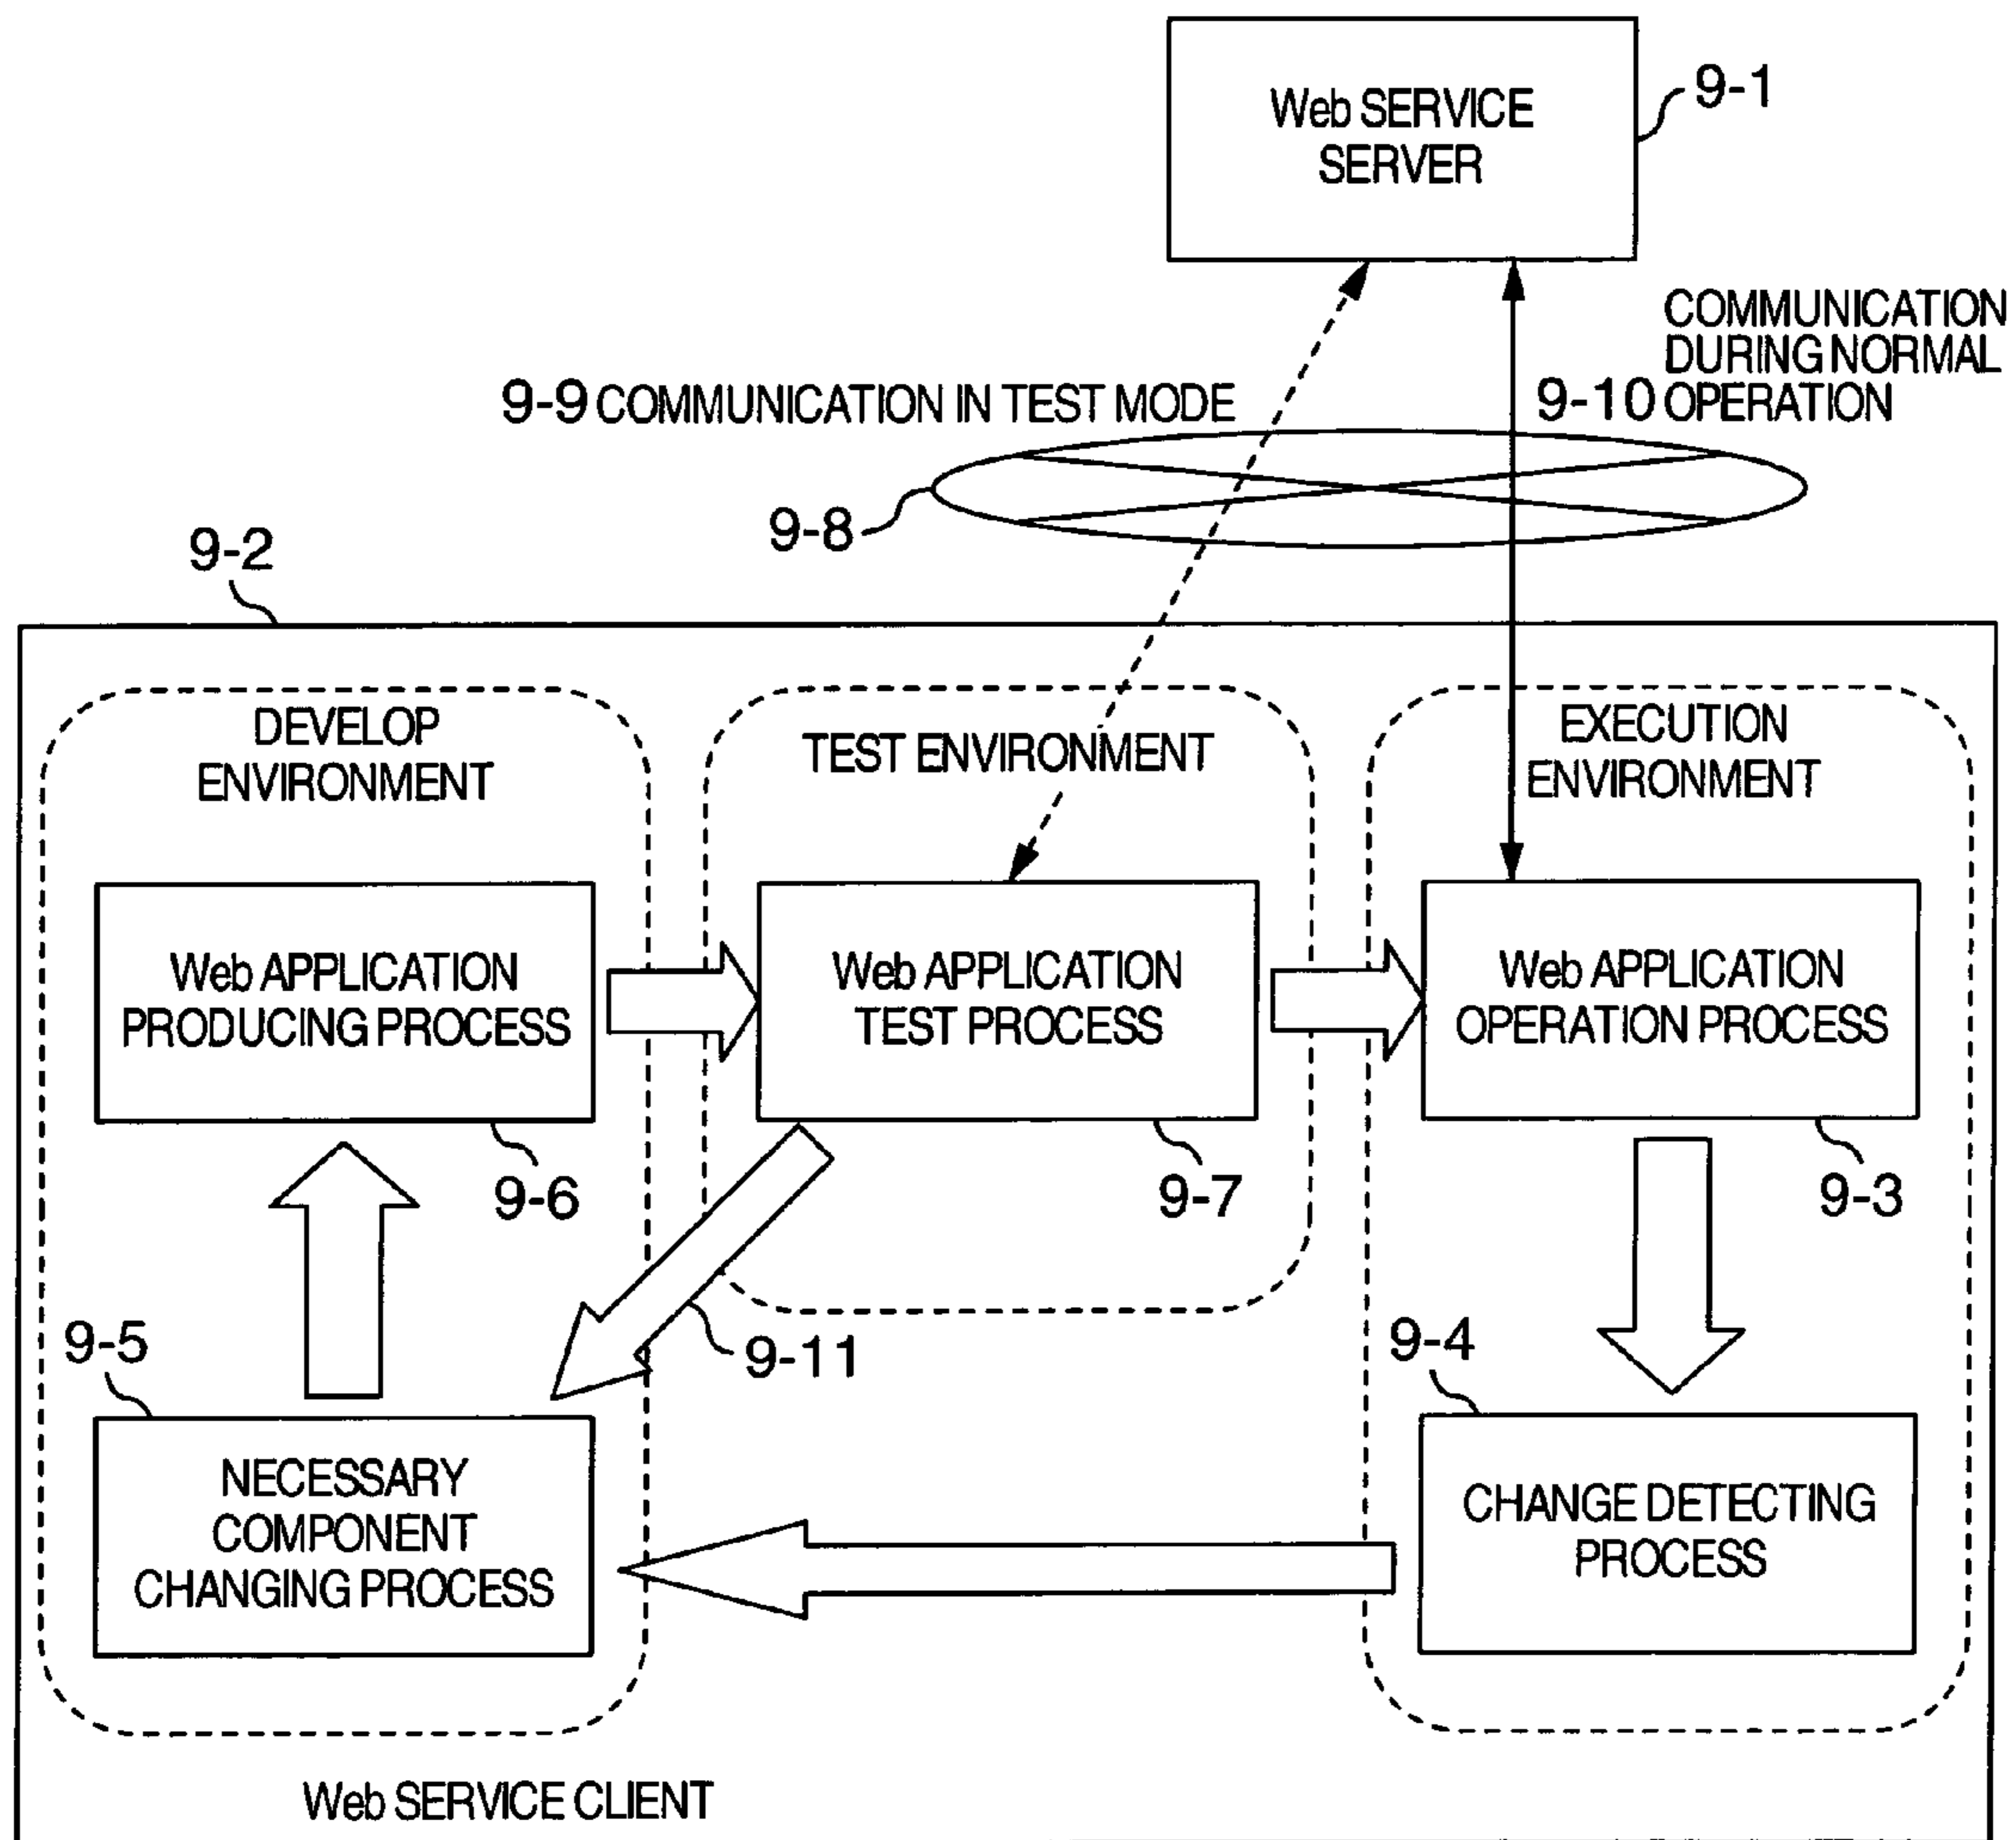 Web SERVICE
SERVER
9-1
COMMUNICATION
DURING NORMAL
9-10 OPERATION
9-9 COMMUNICATION IN TEST MODE
9-8
9-2
DEVELOP
ENVIRONMENT
TEST ENVIRONMENT
EXECUTION
ENVIRONMENT
Web APPLICATION
PRODUCING PROCESS
Web APPLICATION
TEST PROCESS
Web APPLICATION
OPERATION PROCESS
9-6
9-7
9-3
9-5
9-11
9-4
NECESSARY
COMPONENT
CHANGING PROCESS
CHANGE DETECTING
PROCESS
Web SERVICE CLIENT